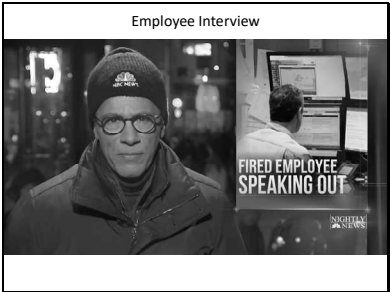 Employee Interview
NBC NEWS
FIRED EMPLOYEE
SPEAKING OUT
NIGHTLY
NEWS